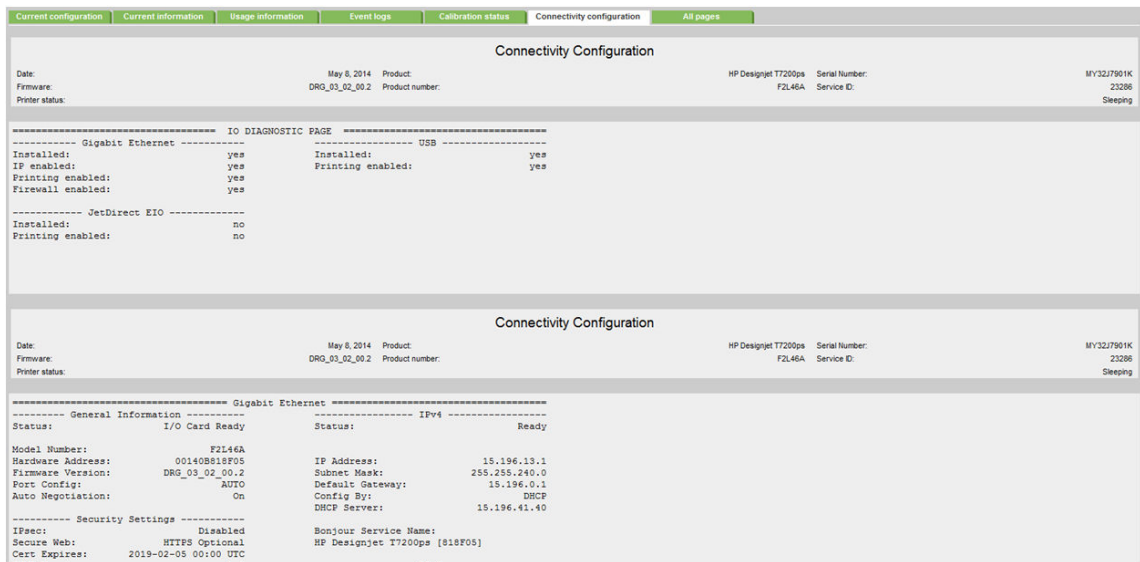 Current configuration Current information Usage information Event logs Calibration status Connectivity configuration All pages
Connectivity Configuration
Date: May 8, 2014 Product: HP Designjet T7200ps Serial Number: MY32J7901K
Firmware: DRG_03_02_00.2 Product number: F2L46A Service ID: 23286
Printer status: Sleeping
=================================== IO DIAGNOSTIC PAGE ===================================
----------- Gigabit Ethernet ----------- ----------------- USB ------------------
Installed: yes Installed: yes
IP enabled: yes Printing enabled: yes
Printing enabled: yes
Firewall enabled: yes
------------ JetDirect EIO -------------
Installed: no
Printing enabled: no
Connectivity Configuration
Date: May 8, 2014 Product: HP Designjet T7200ps Serial Number: MY32J7901K
Firmware: DRG_03_02_00.2 Product number: F2L46A Service ID: 23286
Printer status: Sleeping
===================================== Gigabit Ethernet =====================================
--------- General Information ---------- ----------------- IPv4 -----------------
Status: I/O Card Ready Status: Ready
Model Number: F2L46A
Hardware Address: 00140B818F05 IP Address: 15.196.13.1
Firmware Version: DRG_03_02_00.2 Subnet Mask: 255.255.240.0
Port Config: AUTO Default Gateway: 15.196.0.1
Auto Negotiation: On Config By: DHCP
DHCP Server: 15.196.41.40
---------- Security Settings -----------
IPsec: Disabled Bonjour Service Name:
Secure Web: HTTPS Optional HP Designjet T7200ps [818F05]
Cert Expires: 2019-02-05 00:00 UTC